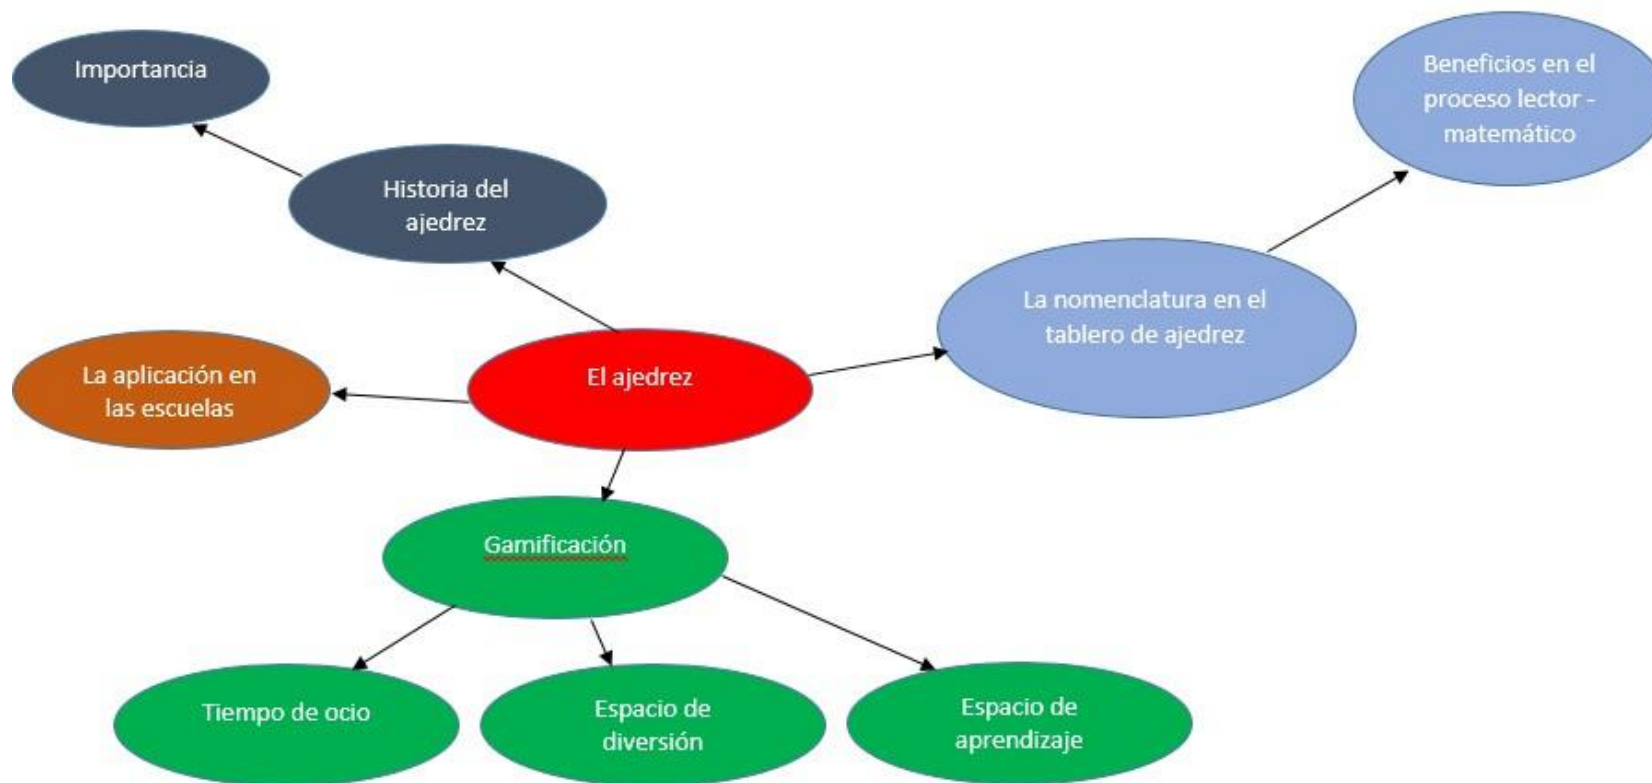 Importancia
Beneficios en el
proceso lector -
matemático
Historia del
ajedrez
La nomenclatura en el
tablero de ajedrez
La aplicación en
las escuelas
El ajedrez
Gamificación
Tiempo de ocio
Espacio de
diversión
Espacio de
aprendizaje